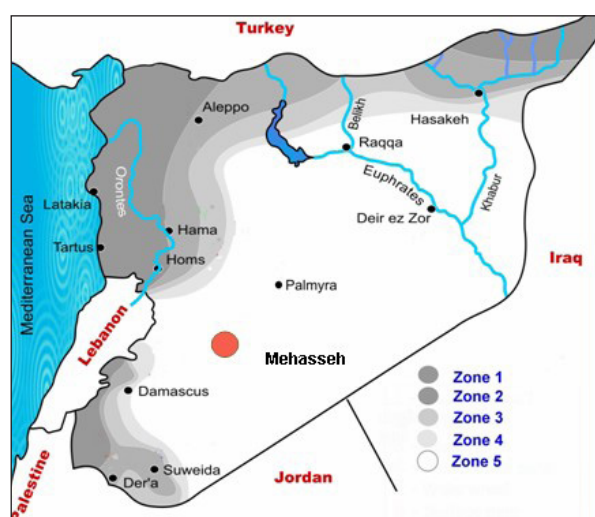 Turkey
Aleppo
Hasakeh
Belikh
Raqqa
Khabur
Euphrates
Deir ez Zor
Orontes
Latakia
Hama
Tartus
Homs
Mediterranean Sea
Iraq
Palmyra
Lebanon
Mehasseh
Damascus
Zone 1
Zone 2
Zone 3
Zone 4
Zone 5
Suweida
Der'a
Jordan
Palestine